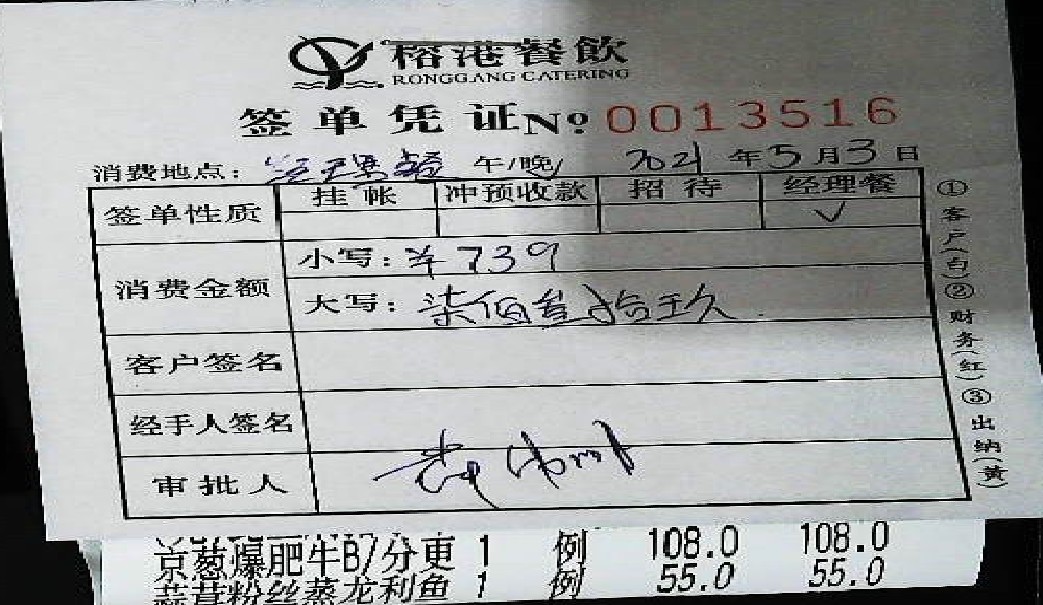 榕港餐飲
RONGGANG CATERING
签单凭证 No. 0013516
消费地点: 午/晚 2021年5月3日
签单性质 挂帐 冲预收款 招待 经理餐
√
消费金额 小写: ¥739
大写: 柒佰叁拾玖
客户签名
经手人签名
审批人
①客户(白)②财务(红)③出纳(黄)
京葱爆肥牛B/分更 1 例 108.0 108.0
蒜茸粉丝蒸龙利鱼 1 例 55.0 55.0